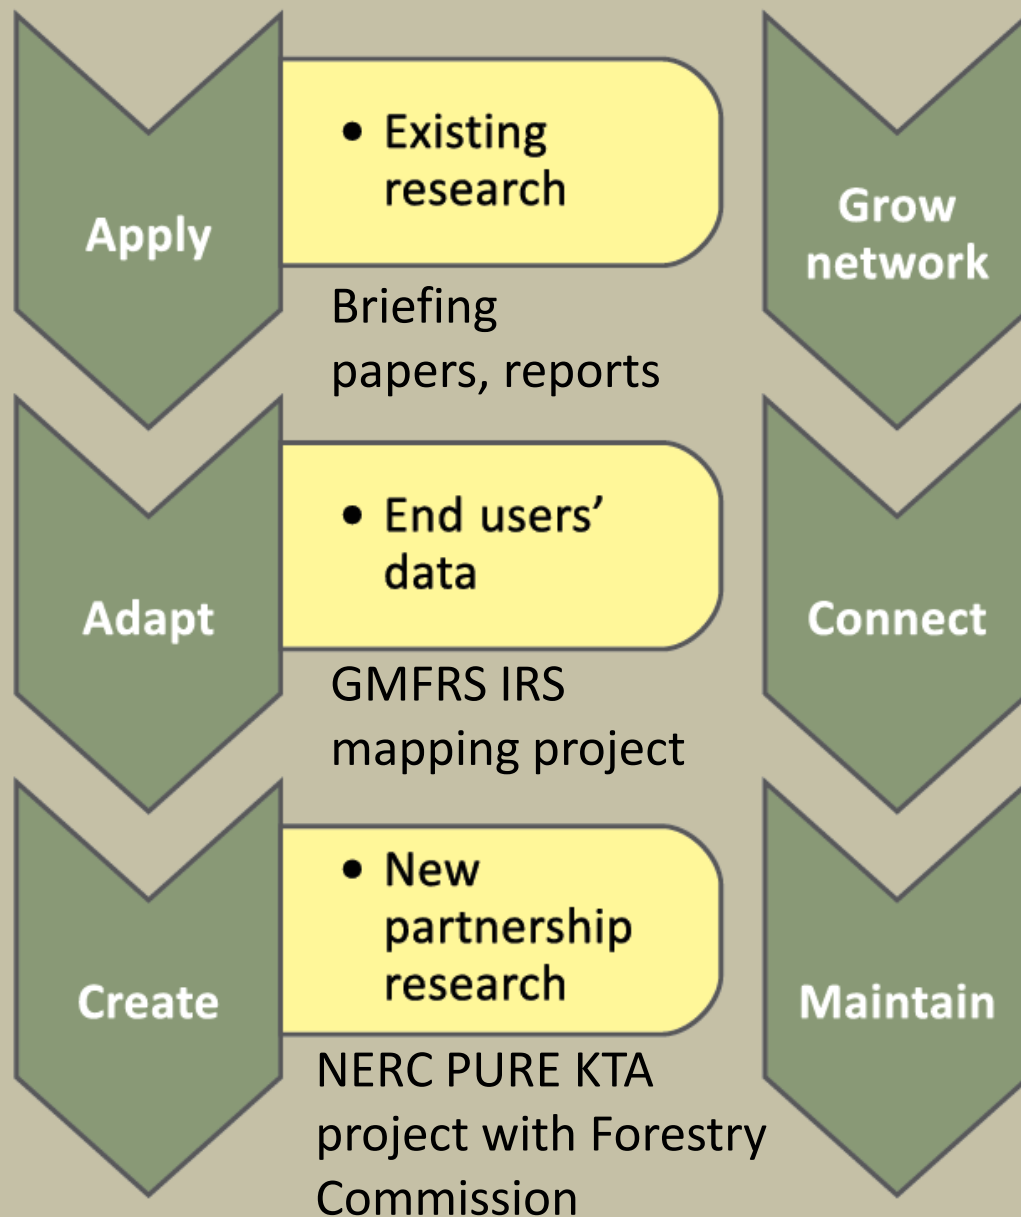 Apply
• Existing
research
Briefing
papers, reports
Adapt
• End users’
data
GMFRS IRS
mapping project
Create
• New
partnership
research
NERC PURE KTA
project with Forestry
Commission
Grow
network
Connect
Maintain